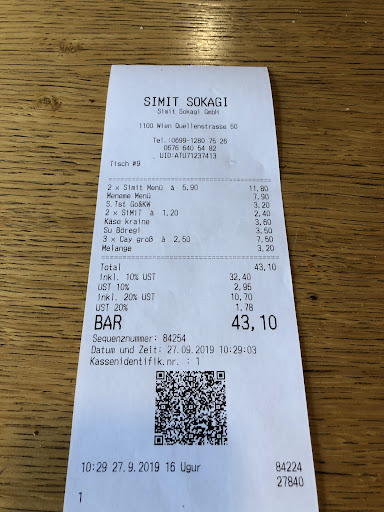 SIMIT SOKAGI
Simit Sokagi GmbH
1100 Wien Quellenstrasse 50
Tel.:0699-1280 75 26
0676 640 54 82
UID:ATU71237413
Tisch #9
2 x Simit Menü à 5,90 11,80
Meneme Menü 7,90
S.Tst Go&KW 3,20
2 x SIMIT à 1,20 2,40
Käse kraine 3,60
Su Böregi 3,50
3 x Cay groß à 2,50 7,50
Melange 3,20
Total 43,10
Inkl. 10% UST 32,40
UST 10% 2,95
Inkl. 20% UST 10,70
UST 20% 1,78
BAR 43,10
Sequenznummer: 84254
Datum und Zeit: 27.09.2019 10:29:03
Kassenidentifik.nr. : 1
10:29 27.9.2019 16 Ugur 84224
27840
1